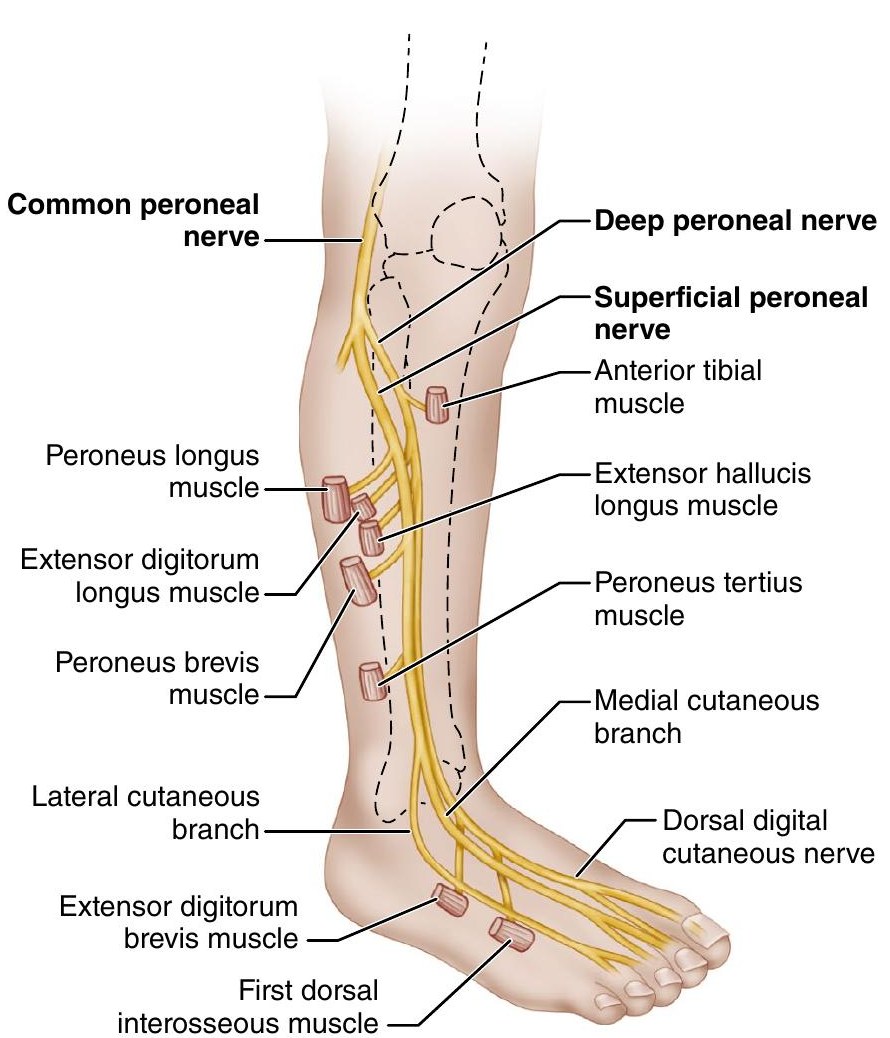 Common peroneal
nerve
Deep peroneal nerve
Superficial peroneal
nerve
Anterior tibial
muscle
Peroneus longus
muscle
Extensor hallucis
longus muscle
Extensor digitorum
longus muscle
Peroneus tertius
muscle
Peroneus brevis
muscle
Medial cutaneous
branch
Lateral cutaneous
branch
Dorsal digital
cutaneous nerve
Extensor digitorum
brevis muscle
First dorsal
interosseous muscle